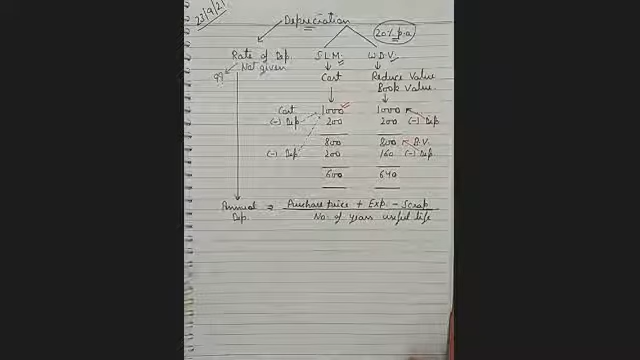 23/9/21
Depreciation
20% p.a
Rate of Dep. S.L.M. W.D.V.
Not given
??
Cost Reduce Value
Book Value
Cost 1000 1000
(-) Dep 200 200 (-) Dep
800 800 B.V.
(-) Dep 200 160 (-) Dep
600 640
Annual Dep. ⇒ Purchase price + Exp. - Scrap
No. of years useful life